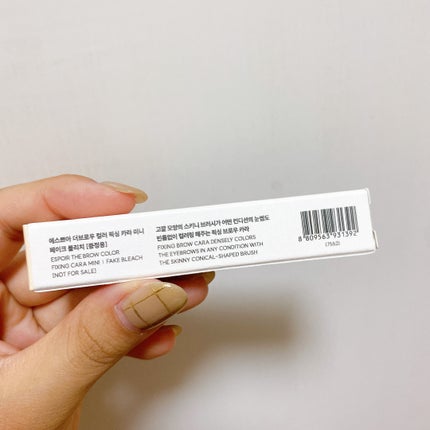 에스쁘아 더브로우 컬러 픽싱 카라 미니
페이크 블리치 [증정용]
ESPOIR THE BROW COLOR
FIXING CARA MINI : FAKE BLEACH
(NOT FOR SALE)
고깔 모양의 스키니 브러시가 어떤 컨디션의 눈썹도
빈틈없이 컬러링 해주는 픽싱 브로우 카라
FIXING BROW CARA DENSELY COLORS
THE EYEBROWS IN ANY CONDITION WITH
THE SKINNY CONICAL-SHAPED BRUSH
8 809563 931392